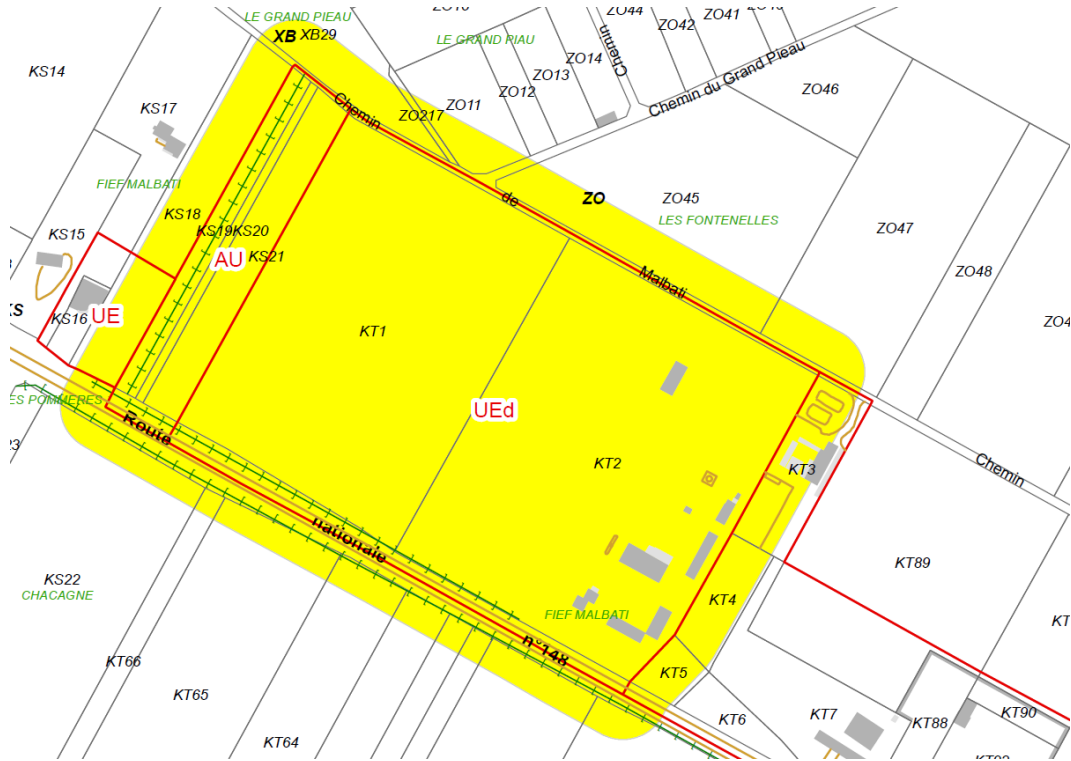 LE GRAND PIEAU
XB XB29
LE GRAND PIAU
ZO44
ZO42
ZO41
KS14
ZO14
ZO13
ZO12
ZO11
ZO217
Chemin
Chemin du Grand Pieau
ZO46
KS17
Chemin
FIEF MALBATI
de
ZO
ZO45
LES FONTENELLES
ZO47
KS18
KS19
KS20
KS15
KS21
AU
ZO48
Malbati
KS
KS16
UE
KT1
ES POMMERES
UEd
Route
KT2
KT3
Chemin
nationale
KT89
KS22
CHACAGNE
FIEF MALBATI
KT4
n°148
KT66
KT65
KT5
KT64
KT6
KT7
KT88
KT90